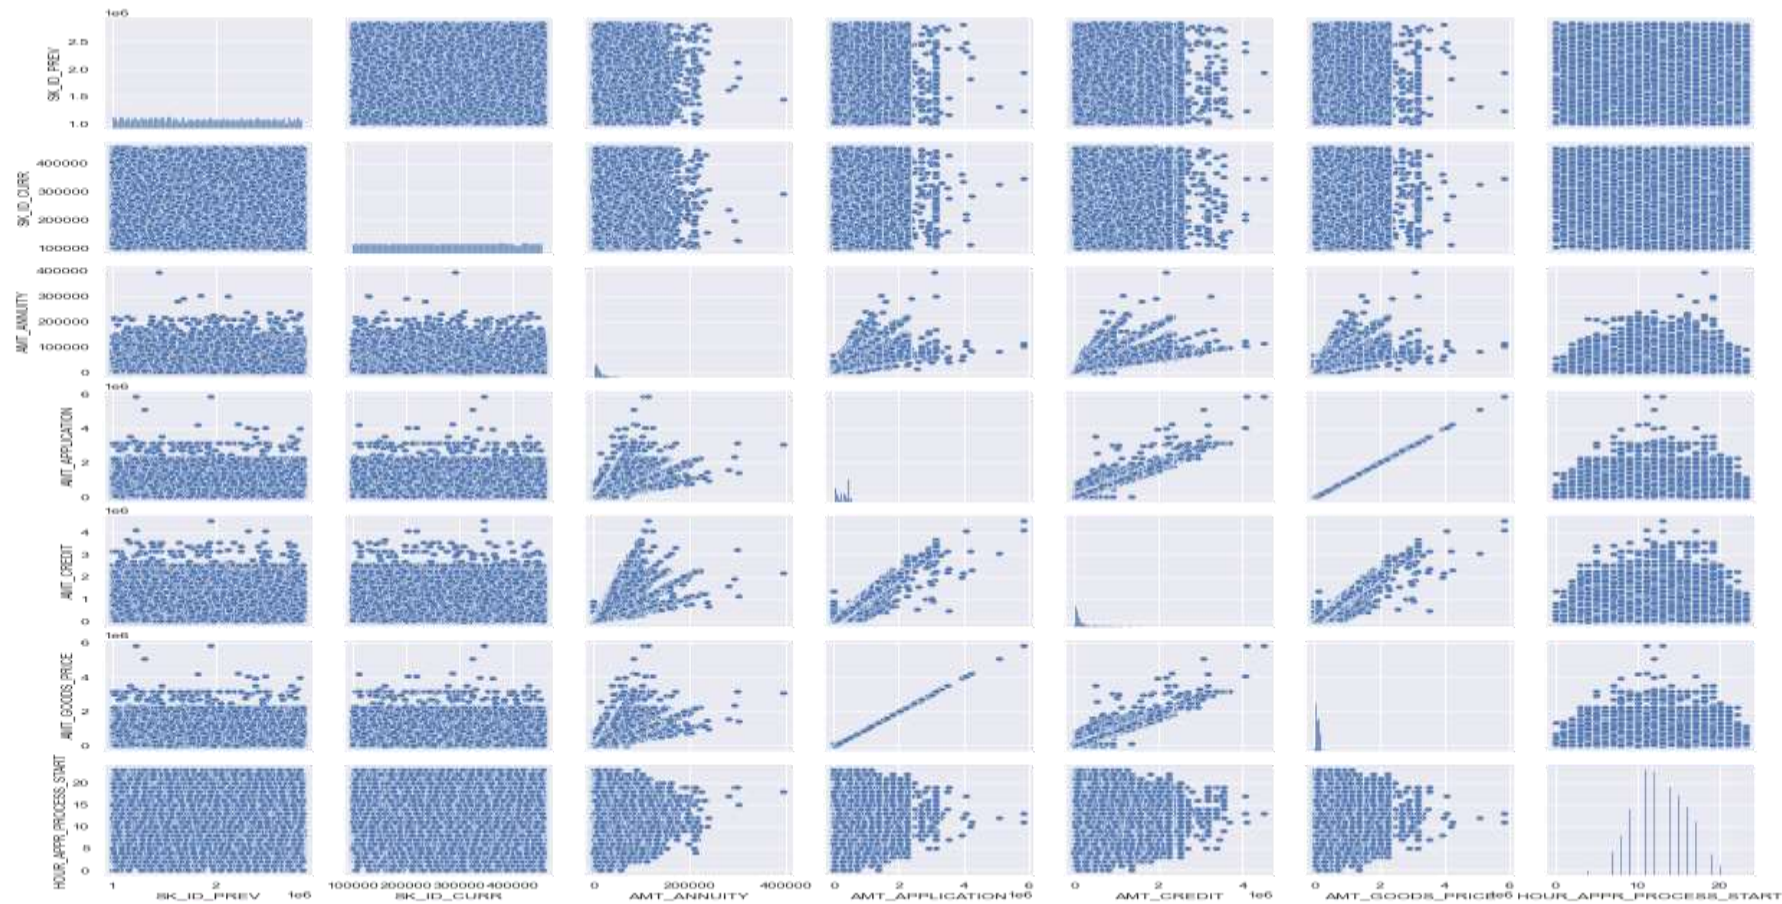 1e6
SK_ID_PREV
2.5
2.0
1.5
1.0
SK_ID_CURR
400000
300000
200000
100000
AMT_ANNUITY
400000
300000
200000
100000
0
1e6
AMT_APPLICATION
6
4
2
0
1e6
AMT_CREDIT
4
3
2
1
0
1e6
AMT_GOODS_PRICE
6
4
2
0
HOUR_APPR_PROCESS_START
20
15
10
5
0
1 2 1e6
SK_ID_PREV
100000 200000 300000 400000
SK_ID_CURR
0 200000 400000
AMT_ANNUITY
0 2 4 6 1e6
AMT_APPLICATION
0 2 4 1e6
AMT_CREDIT
0 2 4 6 1e6
AMT_GOODS_PRICE
0 10 20
HOUR_APPR_PROCESS_START